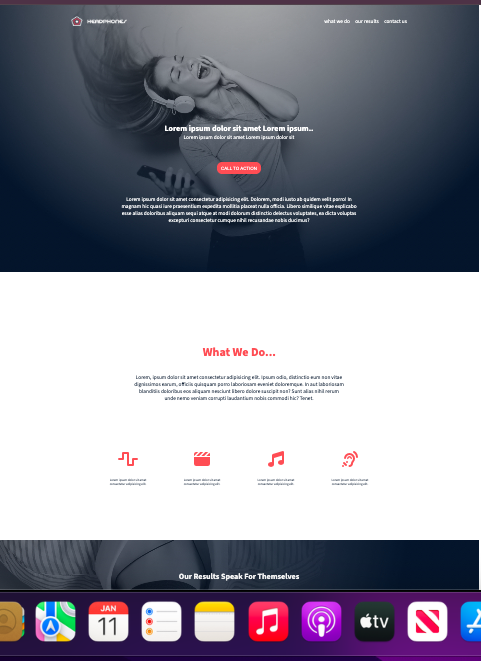 HEADPHONES
what we do our results contact us
Lorem ipsum dolor sit amet Lorem ipsum..
Lorem ipsum dolor sit amet Lorem ipsum dolor sit
CALL TO ACTION
Lorem ipsum dolor sit amet consectetur adipisicing elit. Dolorem, modi iusto ab quidem velit porro! In
magnam hic quasi iure praesentium expedita mollitia placeat nulla officia. Libero similique vitae explicabo
esse alias doloribus aliquam sequi atque at modi dolorum distinctio delectus voluptates, ea dicta voluptas
excepturi consectetur cumque nihil recusandae nobis ducimus?
What We Do...
Lorem, ipsum dolor sit amet consectetur adipisicing elit. Ipsum odio, distinctio eum non vitae
dignissimos earum, officiis quisquam porro laboriosam eveniet doloremque. In aut laboriosam
blanditiis doloribus eos aliquam nesciunt libero dolore suscipit non? Sunt alias nihil rerum
unde nemo veniam corrupti laudantium nobis commodi hic? Tenet.
Lorem ipsum dolor sit amet
consectetur adipisicing elit.
Lorem ipsum dolor sit amet
consectetur adipisicing elit.
Lorem ipsum dolor sit amet
consectetur adipisicing elit.
Lorem ipsum dolor sit amet
consectetur adipisicing elit.
Our Results Speak For Themselves
JAN
11
tv